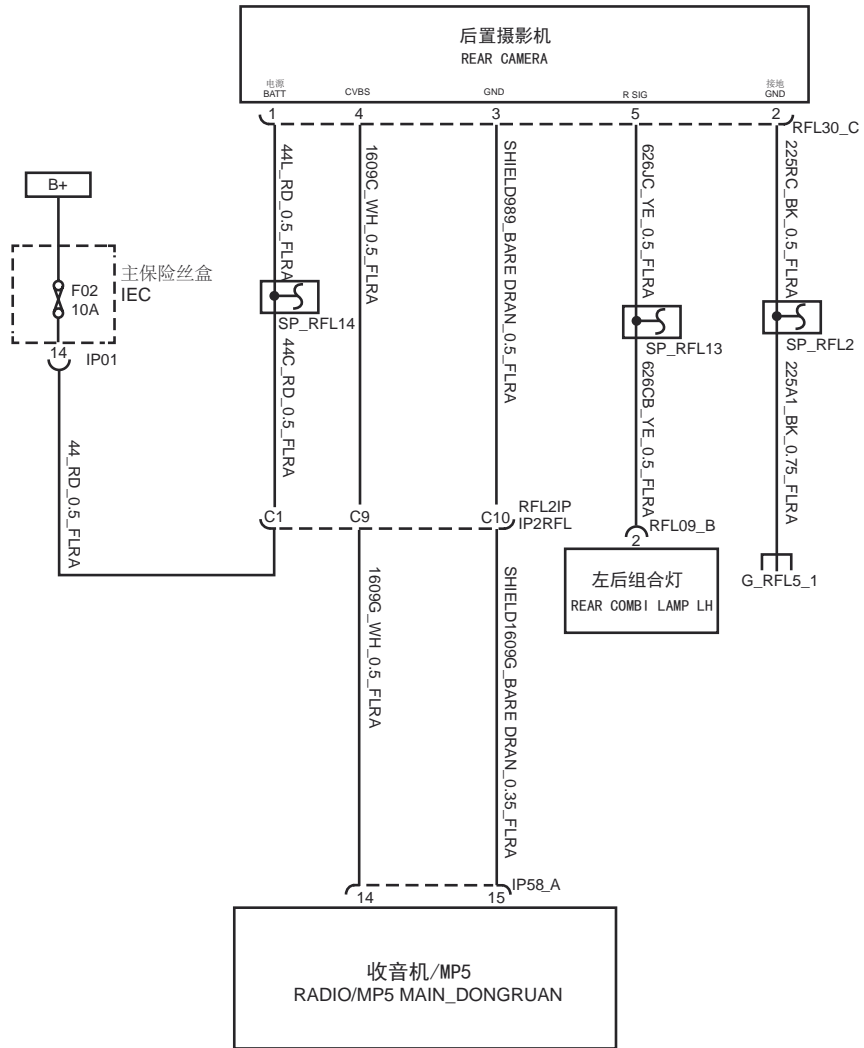 后置摄影机
REAR CAMERA
电源
BATT
CVBS
GND
R SIG
接地
GND
1
4
3
5
2
RFL30_C
44L_RD_0.5_FLRA
1609C_WH_0.5_FLRA
SHIELD989_BARE DRAN_0.5_FLRA
626JC_YE_0.5_FLRA
225RC_BK_0.5_FLRA
B+
主保险丝盒
IEC
F02
10A
14
IP01
SP_RFL14
SP_RFL13
SP_RFL2
44_RD_0.5_FLRA
44C_RD_0.5_FLRA
626CB_YE_0.5_FLRA
225A1_BK_0.75_FLRA
C1
C9
C10
RFL2IP
IP2RFL
RFL09_B
2
左后组合灯
REAR COMBI LAMP LH
G_RFL5_1
1609G_WH_0.5_FLRA
SHIELD1609G_BARE DRAN_0.35_FLRA
IP58_A
14
15
收音机/MP5
RADIO/MP5 MAIN_DONGRUAN